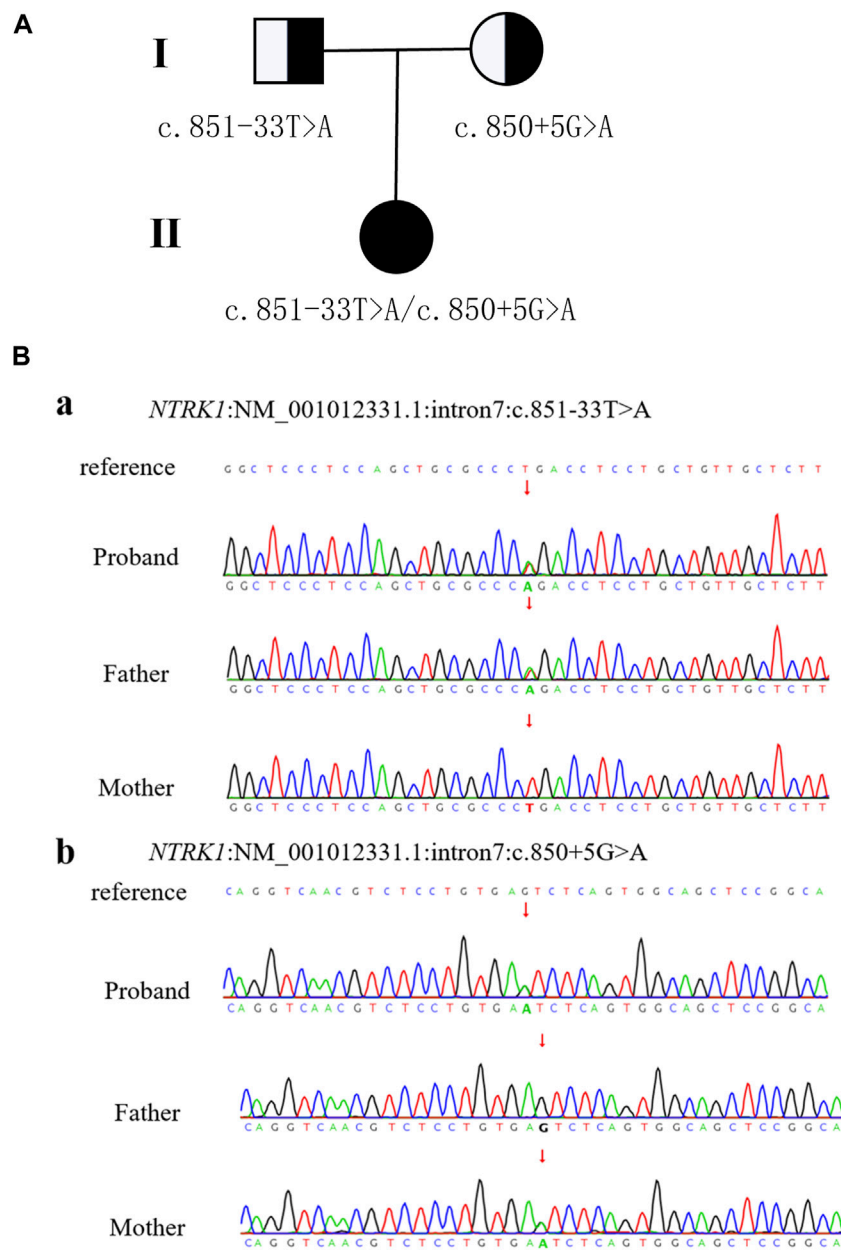 A
I
c.851-33T>A
c.850+5G>A
II
c.851-33T>A/c.850+5G>A
B
a
NTRK1:NM_001012331.1:intron7:c.851-33T>A
reference
GGCTCCCTCCAGCTGCGCCCTGACCTCCTGCTGTTGCTCTT
Proband
GGCTCCCTCCAGCTGCGCCCAGACCTCCTGCTGTTGCTCTT
Father
GGCTCCCTCCAGCTGCGCCCAGACCTCCTGCTGTTGCTCTT
Mother
GGCTCCCTCCAGCTGCGCCCTGACCTCCTGCTGTTGCTCTT
b
NTRK1:NM_001012331.1:intron7:c.850+5G>A
reference
CAGGTCAACGTCTCCTGTGAGTCTCAGTGGCAGCTCCGGCA
Proband
CAGGTCAACGTCTCCTGTGAATCTCAGTGGCAGCTCCGGCA
Father
CAGGTCAACGTCTCCTGTGAGTCTCAGTGGCAGCTCCGGCA
Mother
CAGGTCAACGTCTCCTGTGAATCTCAGTGGCAGCTCCGGCA